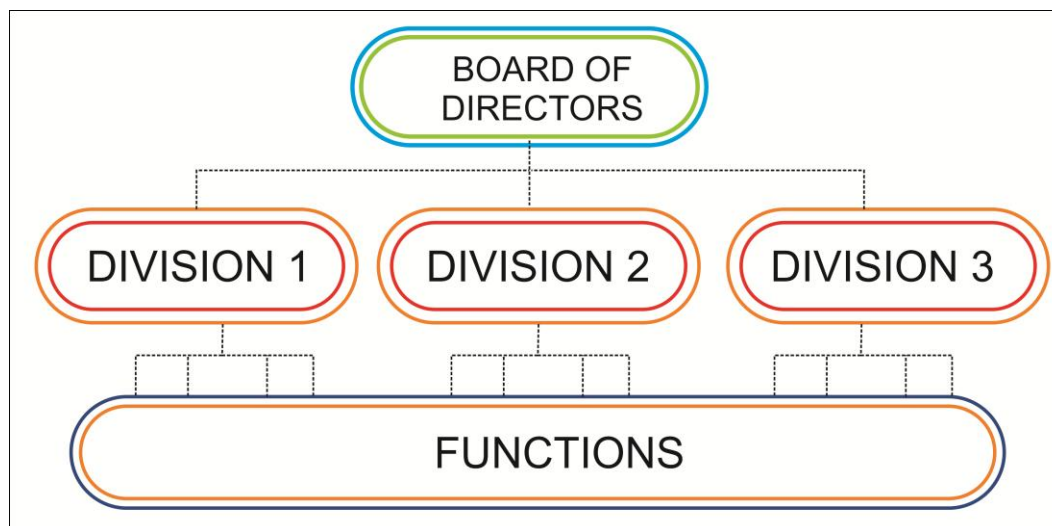 BOARD OF
DIRECTORS
DIVISION 1
DIVISION 2
DIVISION 3
FUNCTIONS